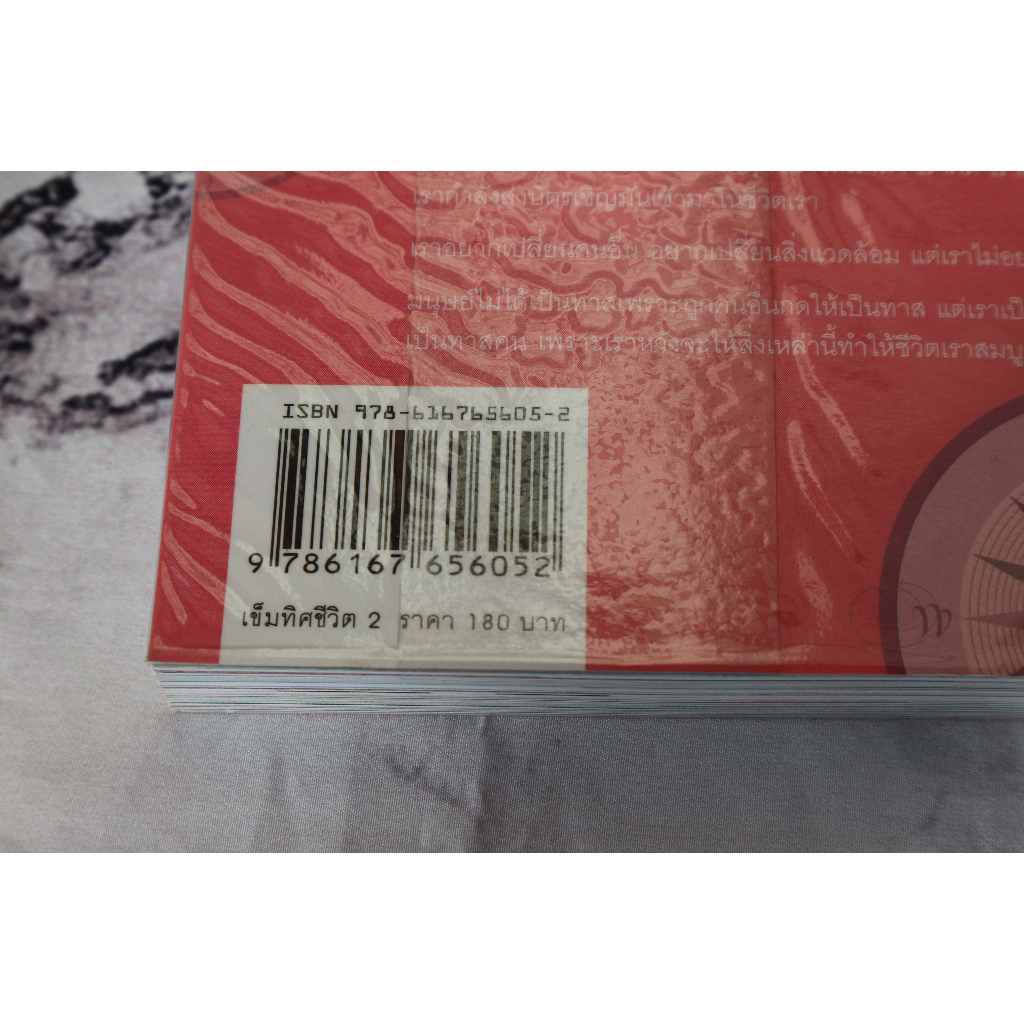 เรากำลังส่งบัตรเชิญมันเข้ามาในชีวิตเรา
เราอยากเปลี่ยนคนอื่น อยากเปลี่ยนสิ่งแวดล้อม แต่เราไม่อย
มนุษย์ไม่ได้เป็นทาสเพราะถูกคนอื่นกดให้เป็นทาส แต่เราเป็
เป็นทาสคน เพราะเราหวังจะให้สิ่งเหล่านี้ทำให้ชีวิตเราสมบู
ISBN 978-616765605-2
9 786167 656052
เข็มทิศชีวิต 2 ราคา 180 บาท